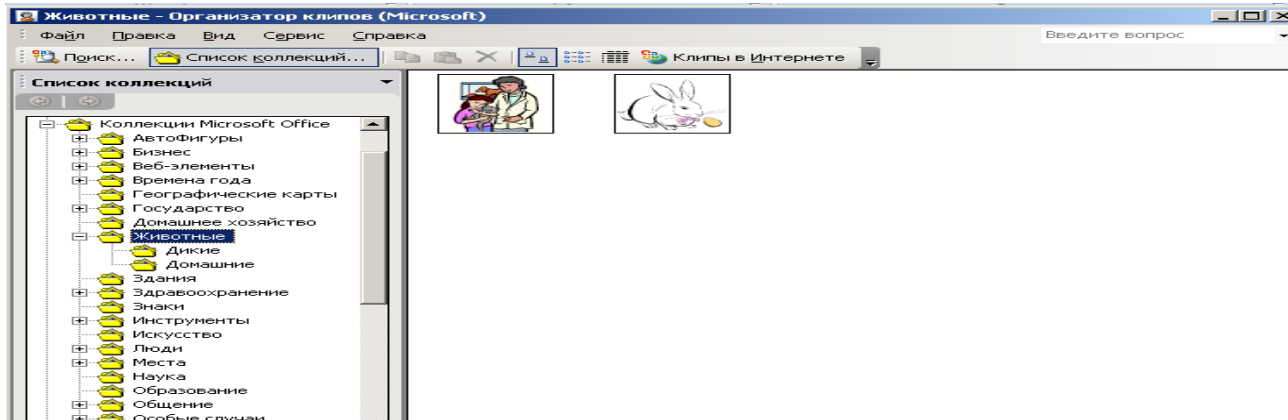 Животные - Организатор клипов (Microsoft)
Файл Правка Вид Сервис Справка
Введите вопрос
Поиск... Список коллекций... Клипы в Интернете
Список коллекций
Коллекции Microsoft Office
АвтоФигуры
Бизнес
Веб-элементы
Времена года
Географические карты
Государство
Домашнее хозяйство
Животные
Дикие
Домашние
Здания
Здравоохранение
Знаки
Инструменты
Искусство
Люди
Места
Наука
Образование
Общение
Особые случаи